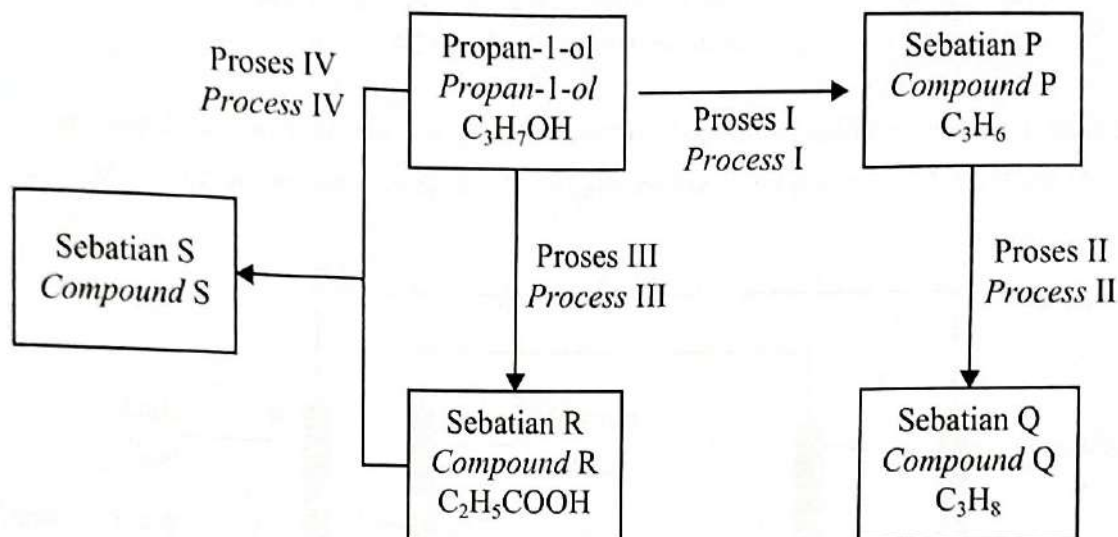 Proses IV
Process IV
Propan-1-ol
Propan-1-ol
C₃H₇OH
Proses I
Process I
Sebatian P
Compound P
C₃H₆
Sebatian S
Compound S
Proses III
Process III
Proses II
Process II
Sebatian R
Compound R
C₂H₅COOH
Sebatian Q
Compound Q
C₃H₈